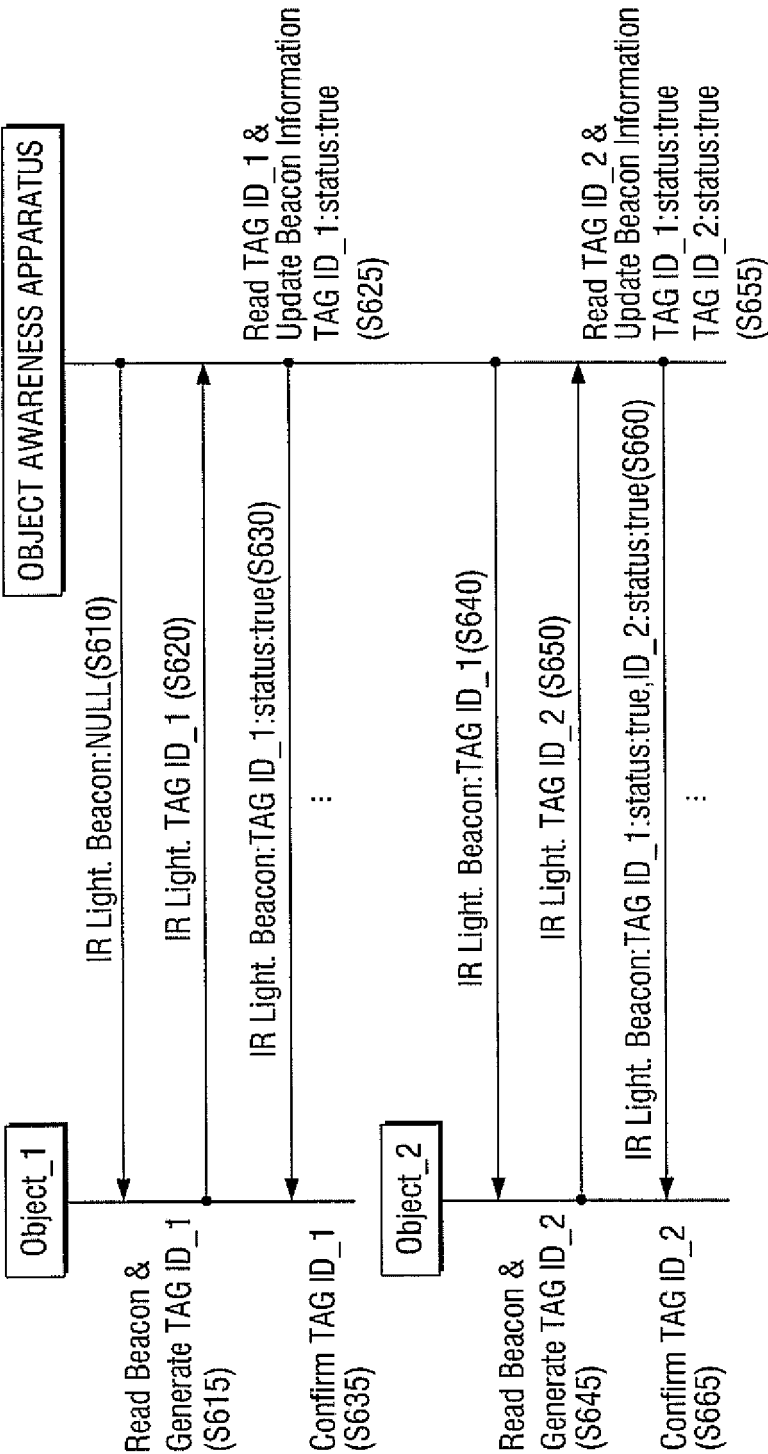 OBJECT AWARENESS APPARATUS
Object_1
IR Light. Beacon:NULL(S610)
Read Beacon &
Generate TAG ID_1
(S615)
IR Light. TAG ID_1 (S620)
Read TAG ID_1 &
Update Beacon Information
TAG ID_1:status:true
(S625)
IR Light. Beacon:TAG ID_1:status:true(S630)
Confirm TAG ID_1
(S635)
...
Object_2
IR Light. Beacon:TAG ID_1(S640)
Read Beacon &
Generate TAG ID_2
(S645)
IR Light. TAG ID_2 (S650)
Read TAG ID_2 &
Update Beacon Information
TAG ID_1:status:true
TAG ID_2:status:true
(S655)
IR Light. Beacon:TAG ID_1:status:true,ID_2:status:true(S660)
Confirm TAG ID_2
(S665)
...